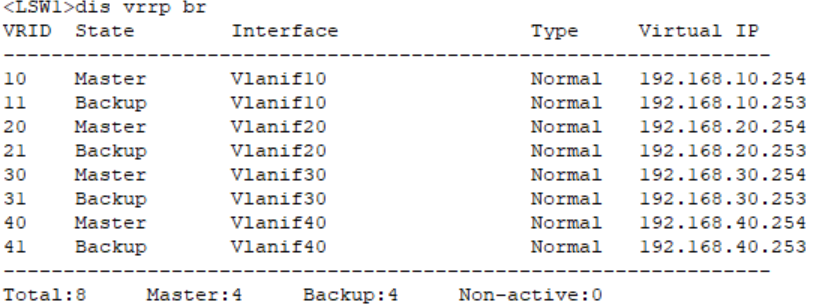 <LSW1>dis vrrp br
VRID  State        Interface                Type     Virtual IP
----------------------------------------------------------------
10    Master       Vlanif10                 Normal   192.168.10.254
11    Backup       Vlanif10                 Normal   192.168.10.253
20    Master       Vlanif20                 Normal   192.168.20.254
21    Backup       Vlanif20                 Normal   192.168.20.253
30    Master       Vlanif30                 Normal   192.168.30.254
31    Backup       Vlanif30                 Normal   192.168.30.253
40    Master       Vlanif40                 Normal   192.168.40.254
41    Backup       Vlanif40                 Normal   192.168.40.253
----------------------------------------------------------------
Total:8     Master:4     Backup:4     Non-active:0